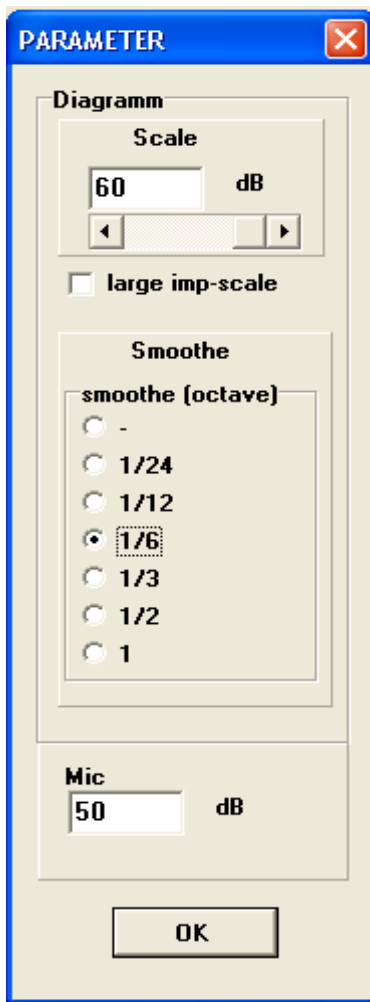 PARAMETER
Diagramm
Scale
60 dB
large imp-scale
Smoothe
smoothe (octave)
-
1/24
1/12
1/6
1/3
1/2
1
Mic
50 dB
OK